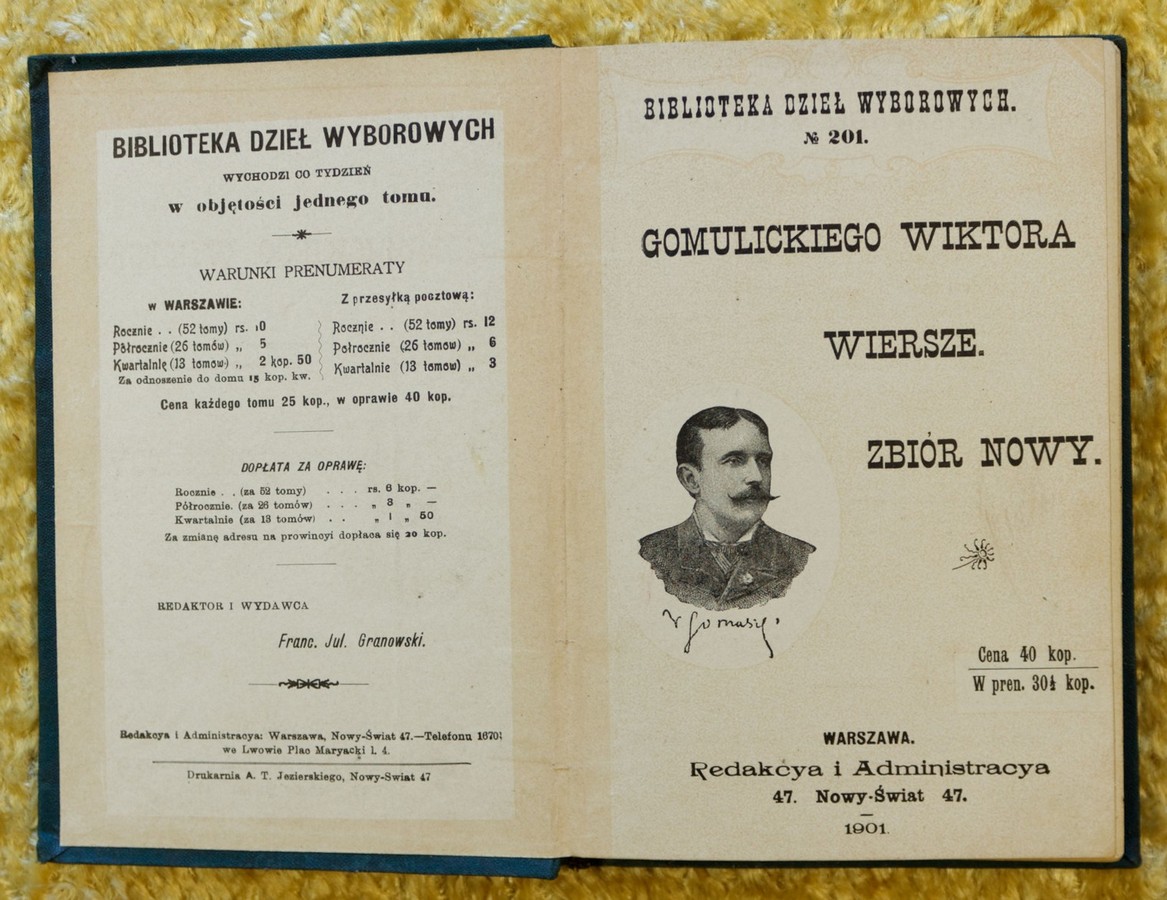 BIBLIOTEKA DZIEŁ WYBOROWYCH
WYCHODZI CO TYDZIEŃ
w objętości jednego tomu.
WARUNKI PRENUMERATY
w WARSZAWIE:
Rocznie . . (52 tomy) rs. 10
Półrocznie (26 tomów) „ 5
Kwartalnie (13 tomów) „ 2 kop. 50
Za odnoszenie do domu 15 kop. kw.
Z przesyłką pocztową:
Rocznie . . (52 tomy) rs. 12
Półrocznie (26 tomów) „ 6
Kwartalnie (13 tomów) „ 3
Cena każdego tomu 25 kop., w oprawie 40 kop.
DOPŁATA ZA OPRAWĘ:
Rocznie . . (za 52 tomy) . . . rs. 6 kop. —
Półrocznie. (za 26 tomów) . . . „ 3 „ —
Kwartalnie (za 13 tomów) . . „ 1 „ 50
Za zmianę adresu na prowincyi dopłaca się 20 kop.
REDAKTOR I WYDAWCA
Franc. Jul. Granowski.
Redakcya i Administracya: Warszawa, Nowy-Świat 47.—Telefonu 1670:
we Lwowie Plac Maryacki l. 4.
Drukarnia A. T. Jezierskiego, Nowy-Swiat 47
BIBLIOTEKA DZIEŁ WYBOROWYCH.
№ 201.
GOMULICKIEGO WIKTORA
WIERSZE.
ZBIÓR NOWY.
Cena 40 kop.
W pren. 30½ kop.
WARSZAWA.
Redakcya i Administracya
47. Nowy-Świat 47.
1901.